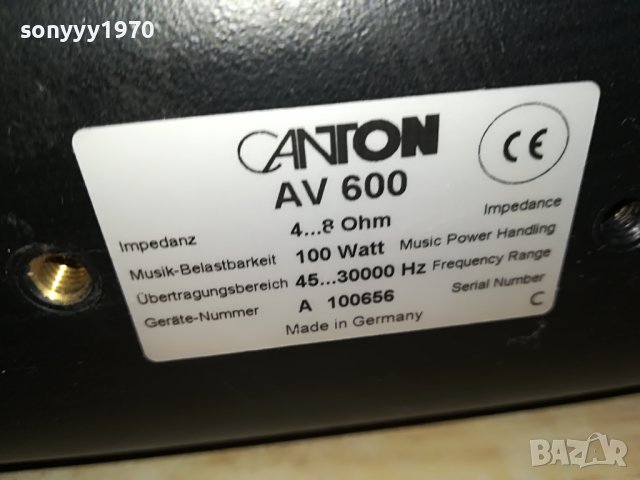 sonyyy1970
CANTON
CE
AV 600
Impedanz 4...8 Ohm Impedance
Musik-Belastbarkeit 100 Watt Music Power Handling
Übertragungsbereich 45...30000 Hz Frequency Range
Geräte-Nummer A 100656 Serial Number
C
Made in Germany
BAZAR